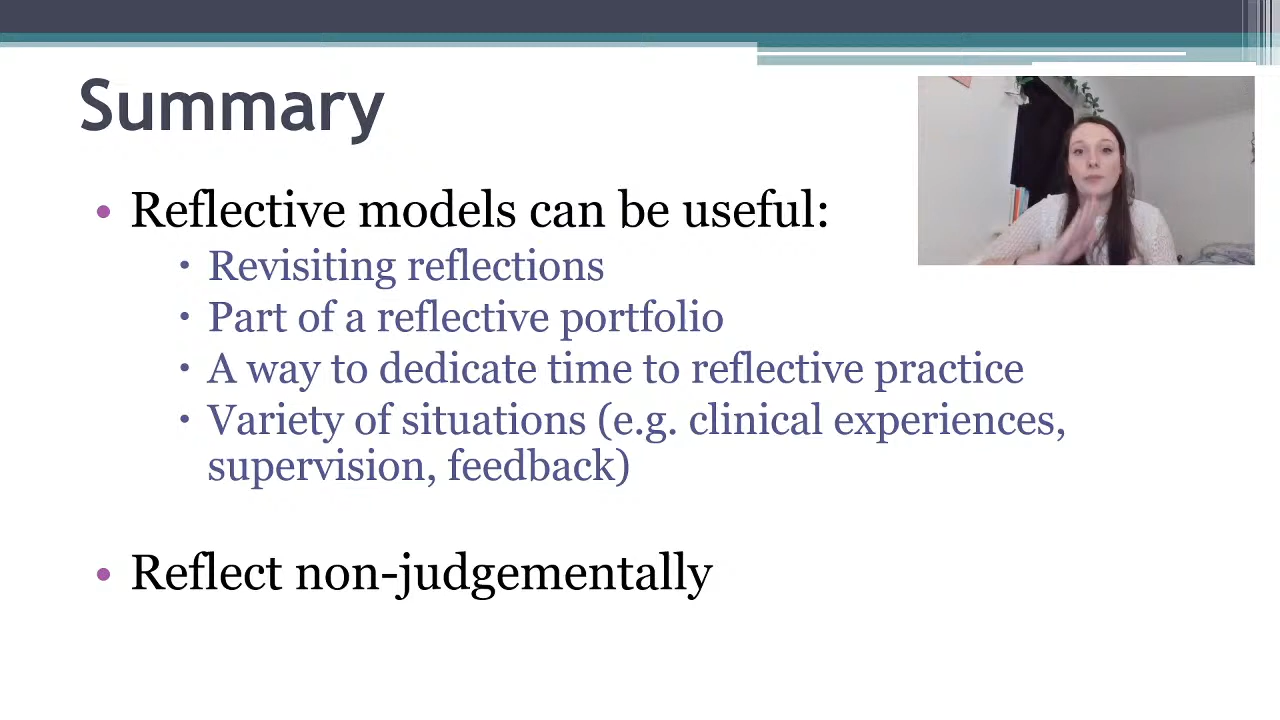 Summary
• Reflective models can be useful:
▪ Revisiting reflections
▪ Part of a reflective portfolio
▪ A way to dedicate time to reflective practice
▪ Variety of situations (e.g. clinical experiences,
supervision, feedback)
• Reflect non-judgementally